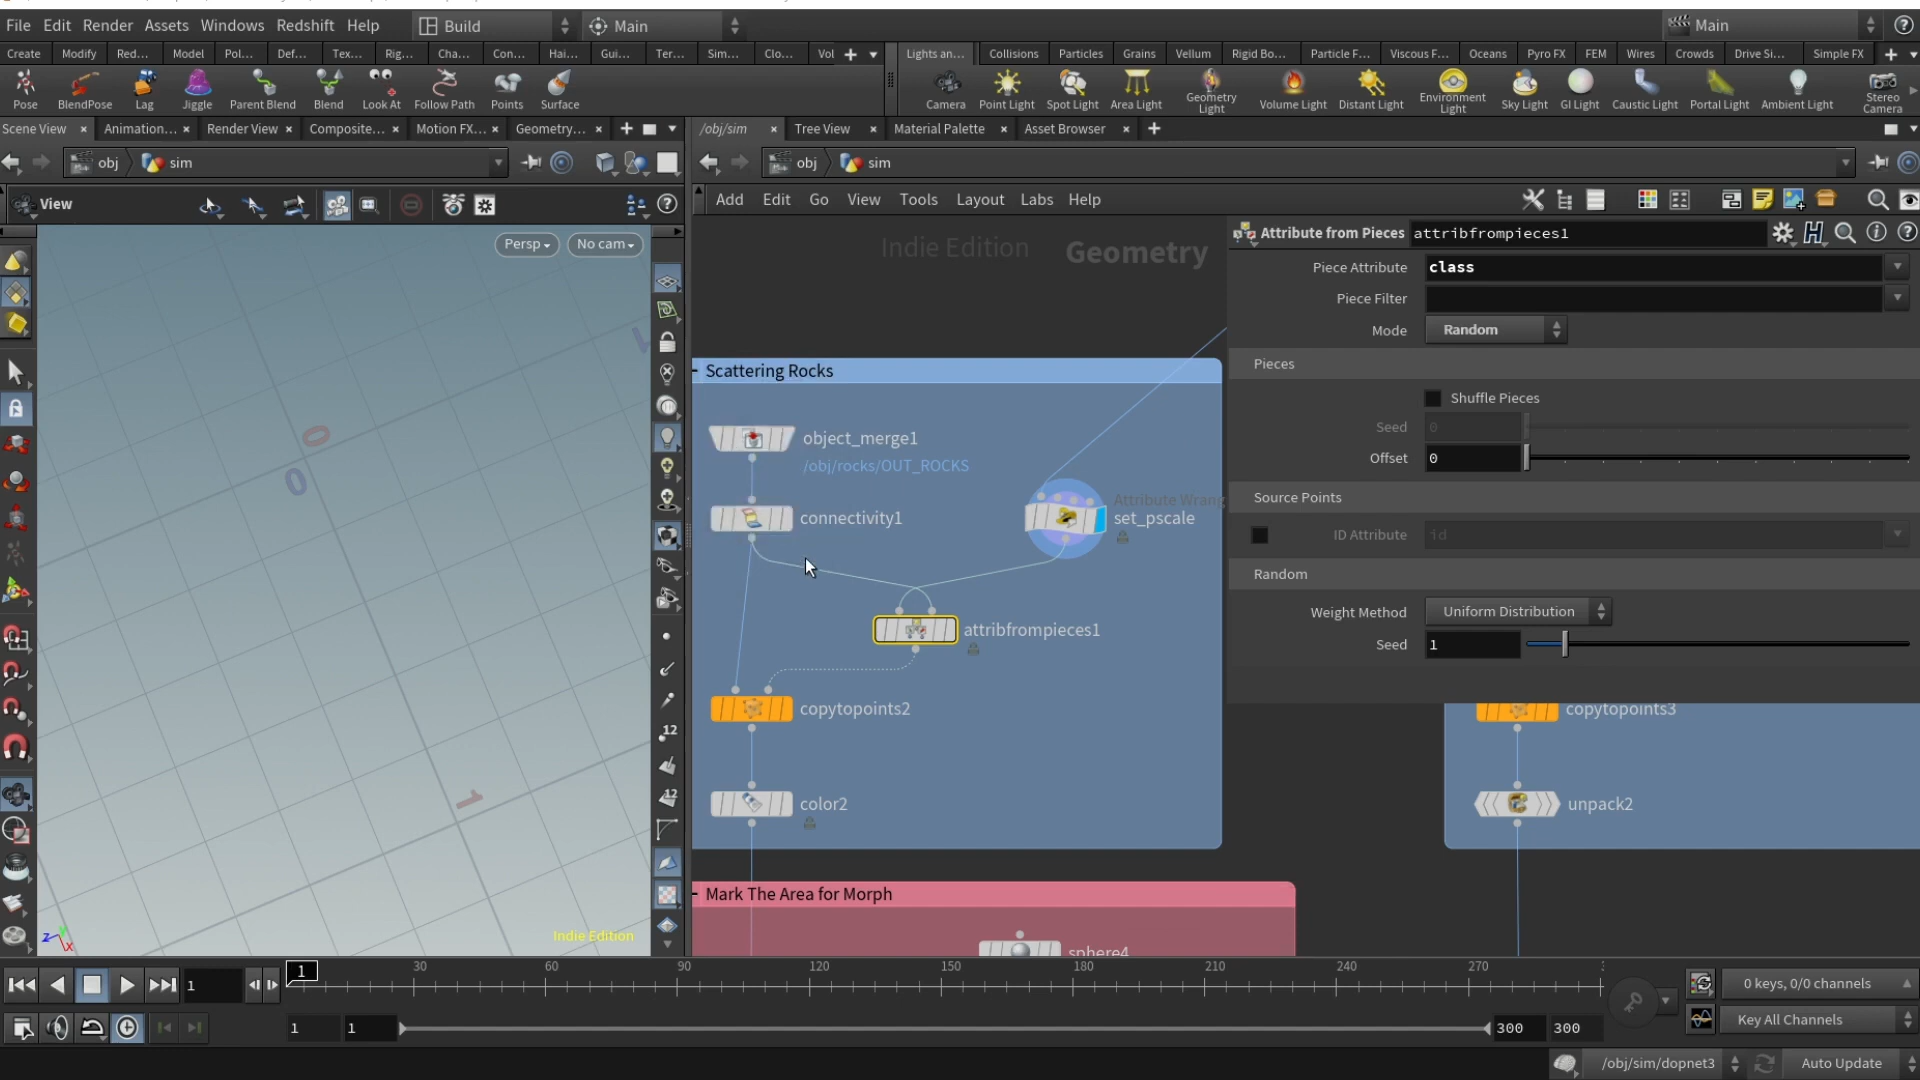 File Edit Render Assets Windows Redshift Help Build Main Main
Create Modify Red... Model Pol... Def... Tex... Rig... Cha... Con... Hai... Gui... Ter... Sim... Clo... Vol Lights an... Collisions Particles Grains Vellum Rigid Bo... Particle F... Viscous F... Oceans Pyro FX FEM Wires Crowds Drive Si... Simple FX
Pose BlendPose Lag Jiggle Parent Blend Blend Look At Follow Path Points Surface Camera Point Light Spot Light Area Light Geometry Light Volume Light Distant Light Environment Light Sky Light GI Light Caustic Light Portal Light Ambient Light Stereo Camera
Scene View Animation... Render View Composite... Motion FX... Geometry... /obj/sim Tree View Material Palette Asset Browser
obj sim obj sim
View Add Edit Go View Tools Layout Labs Help
Persp No cam Indie Edition Geometry
Attribute from Pieces attribfrompieces1
Piece Attribute class
Piece Filter
Mode Random
Pieces
Shuffle Pieces
Seed 0
Offset 0
Source Points
ID Attribute id
Random
Weight Method Uniform Distribution
Seed 1
Scattering Rocks
object_merge1
/obj/rocks/OUT_ROCKS
Attribute Wrang
connectivity1 set_pscale
attribfrompieces1
copytopoints2 copytopoints3
color2 unpack2
Mark The Area for Morph
sphere4
0
0
1
1
12
12
Z Y X
Indie Edition
1 1 30 60 90 120 150 180 210 240 270
0 keys, 0/0 channels
1 1 300 300 Key All Channels
/obj/sim/dopnet3 Auto Update